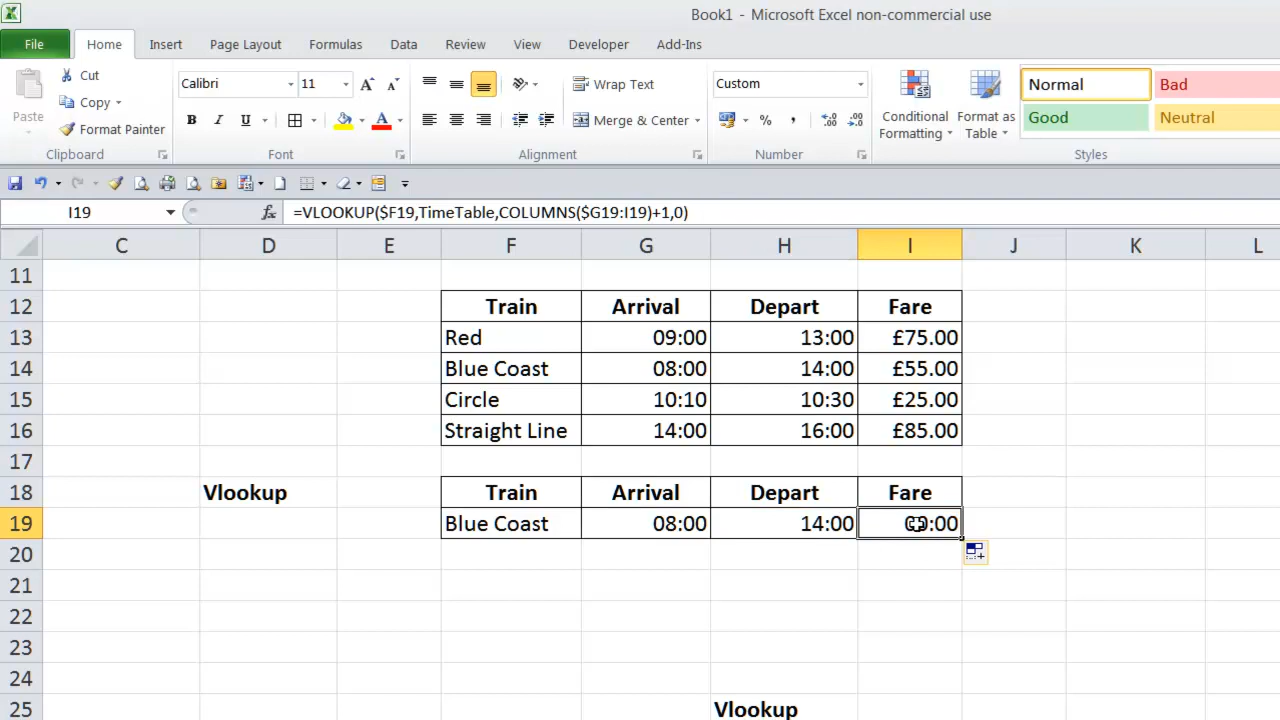 Book1 - Microsoft Excel non-commercial use
File Home Insert Page Layout Formulas Data Review View Developer Add-Ins
Paste
Cut
Copy
Format Painter
Clipboard
Calibri 11
B I U A
Font
Wrap Text
Merge & Center
Alignment
Custom
% ,
Number
Conditional Formatting
Format as Table
Normal Bad
Good Neutral
Styles
I19 fx =VLOOKUP($F19,TimeTable,COLUMNS($G19:I19)+1,0)
C D E F G H I J K L
11
12 Train Arrival Depart Fare
13 Red 09:00 13:00 £75.00
14 Blue Coast 08:00 14:00 £55.00
15 Circle 10:10 10:30 £25.00
16 Straight Line 14:00 16:00 £85.00
17
18 Vlookup Train Arrival Depart Fare
19 Blue Coast 08:00 14:00 00:00
20
21
22
23
24
25 Vlookup